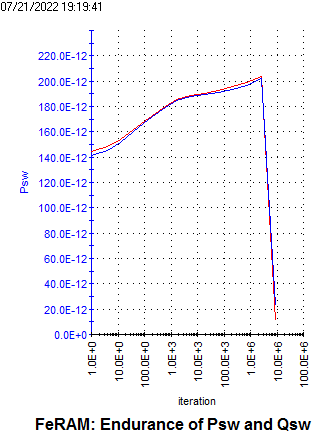 07/21/2022 19:19:41
220.0E-12
200.0E-12
180.0E-12
160.0E-12
140.0E-12
120.0E-12
100.0E-12
80.0E-12
60.0E-12
40.0E-12
20.0E-12
0.0E+0
Psw
1.0E+0
10.0E+0
100.0E+0
1.0E+3
10.0E+3
100.0E+3
1.0E+6
10.0E+6
100.0E+6
iteration
FeRAM: Endurance of Psw and Qsw